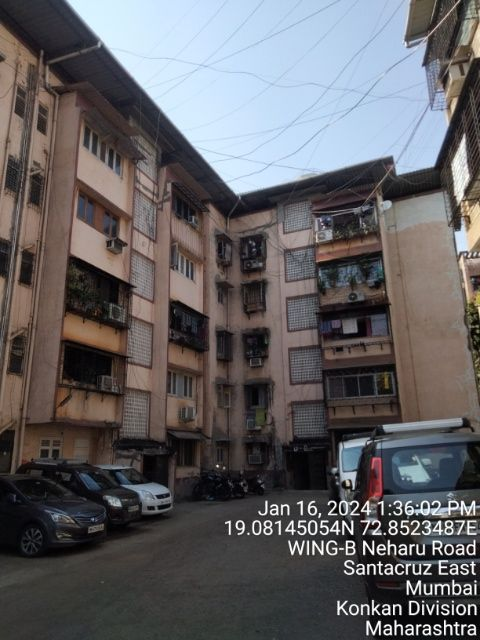 Jan 16, 2024 1:36:02 PM
19.08145054N 72.8523487E
WING-B Neharu Road
Santacruz East
Mumbai
Konkan Division
Maharashtra